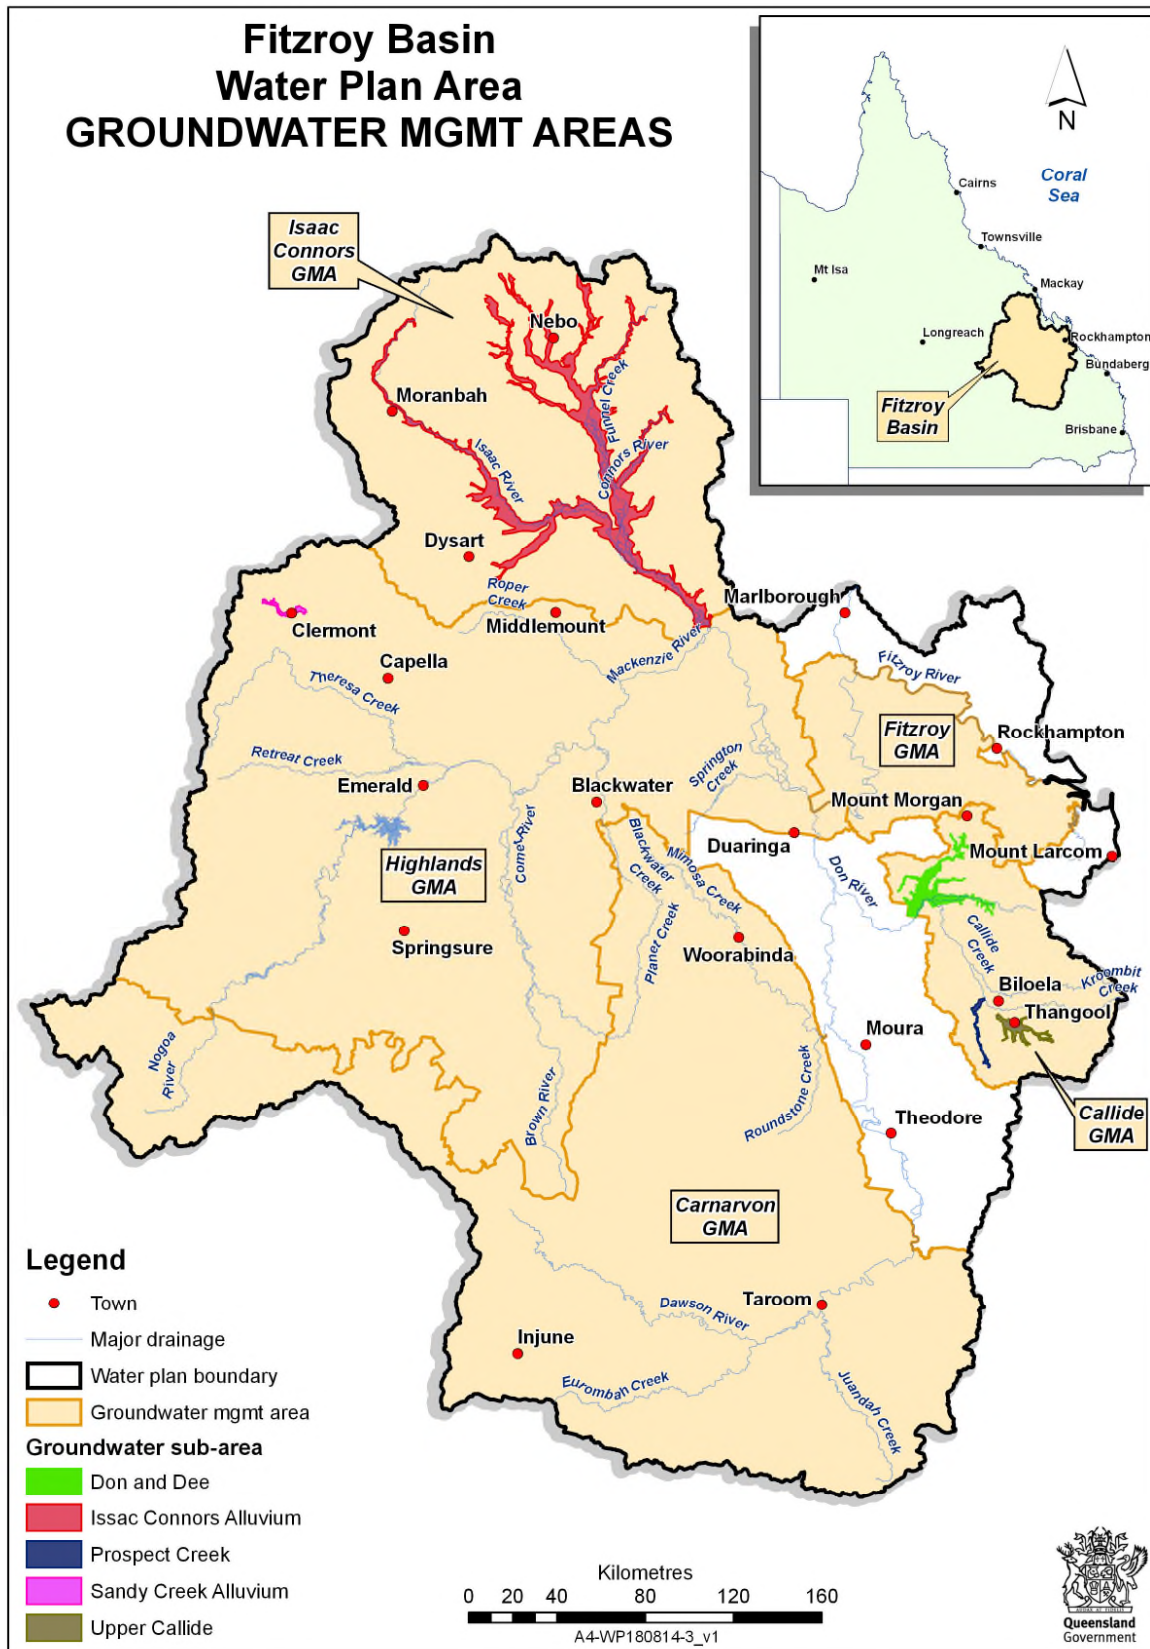 Fitzroy Basin
Water Plan Area
GROUNDWATER MGMT AREAS
N
Coral
Sea
Cairns
Townsville
Mt Isa
Mackay
Longreach
Rockhampton
Bundaberg
Fitzroy
Basin
Brisbane
Isaac
Connors
GMA
Nebo
Moranbah
Funnel Creek
Connors River
Isaac River
Dysart
Roper
Creek
Middlemount
Marlborough
Clermont
Capella
Mackenzie River
Fitzroy River
Theresa Creek
Retreat Creek
Fitzroy
GMA
Rockhampton
Springton
Creek
Emerald
Blackwater
Mount Morgan
Duaringa
Mount Larcom
Highlands
GMA
Comet River
Blackwater
Creek
Mimosa Creek
Don River
Springsure
Planet Creek
Woorabinda
Callide
Creek
Kroombit
Creek
Biloela
Thangool
Nogoa
River
Moura
Brown River
Roundstone Creek
Theodore
Callide
GMA
Carnarvon
GMA
Taroom
Dawson River
Injune
Eurombah Creek
Juandah Creek
Legend
Town
Major drainage
Water plan boundary
Groundwater mgmt area
Groundwater sub-area
Don and Dee
Issac Connors Alluvium
Prospect Creek
Sandy Creek Alluvium
Upper Callide
Kilometres
0 20 40 80 120 160
A4-WP180814-3_v1
Queensland
Government